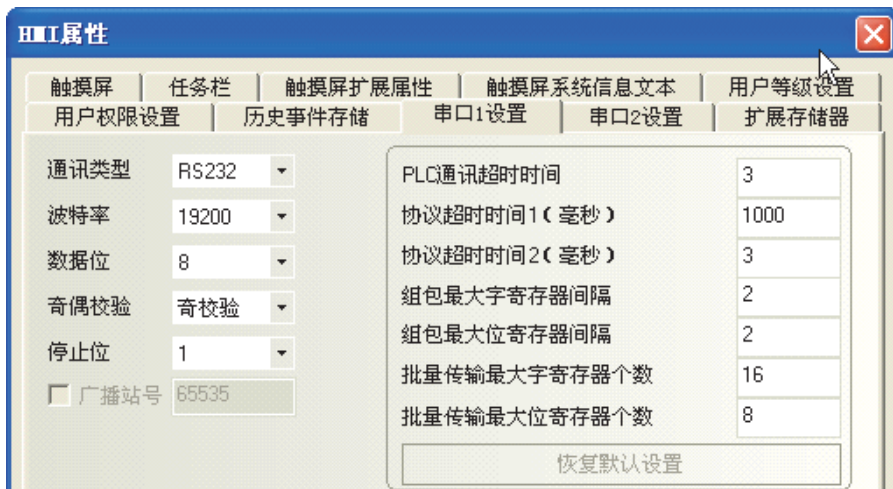 HMI属性
触摸屏 任务栏 触摸屏扩展属性 触摸屏系统信息文本 用户等级设置
用户权限设置 历史事件存储 串口1设置 串口2设置 扩展存储器
通讯类型 RS232
波特率 19200
数据位 8
奇偶校验 奇校验
停止位 1
广播站号 65535
PLC通讯超时时间 3
协议超时时间1(毫秒) 1000
协议超时时间2(毫秒) 3
组包最大字寄存器间隔 2
组包最大位寄存器间隔 2
批量传输最大字寄存器个数 16
批量传输最大位寄存器个数 8
恢复默认设置